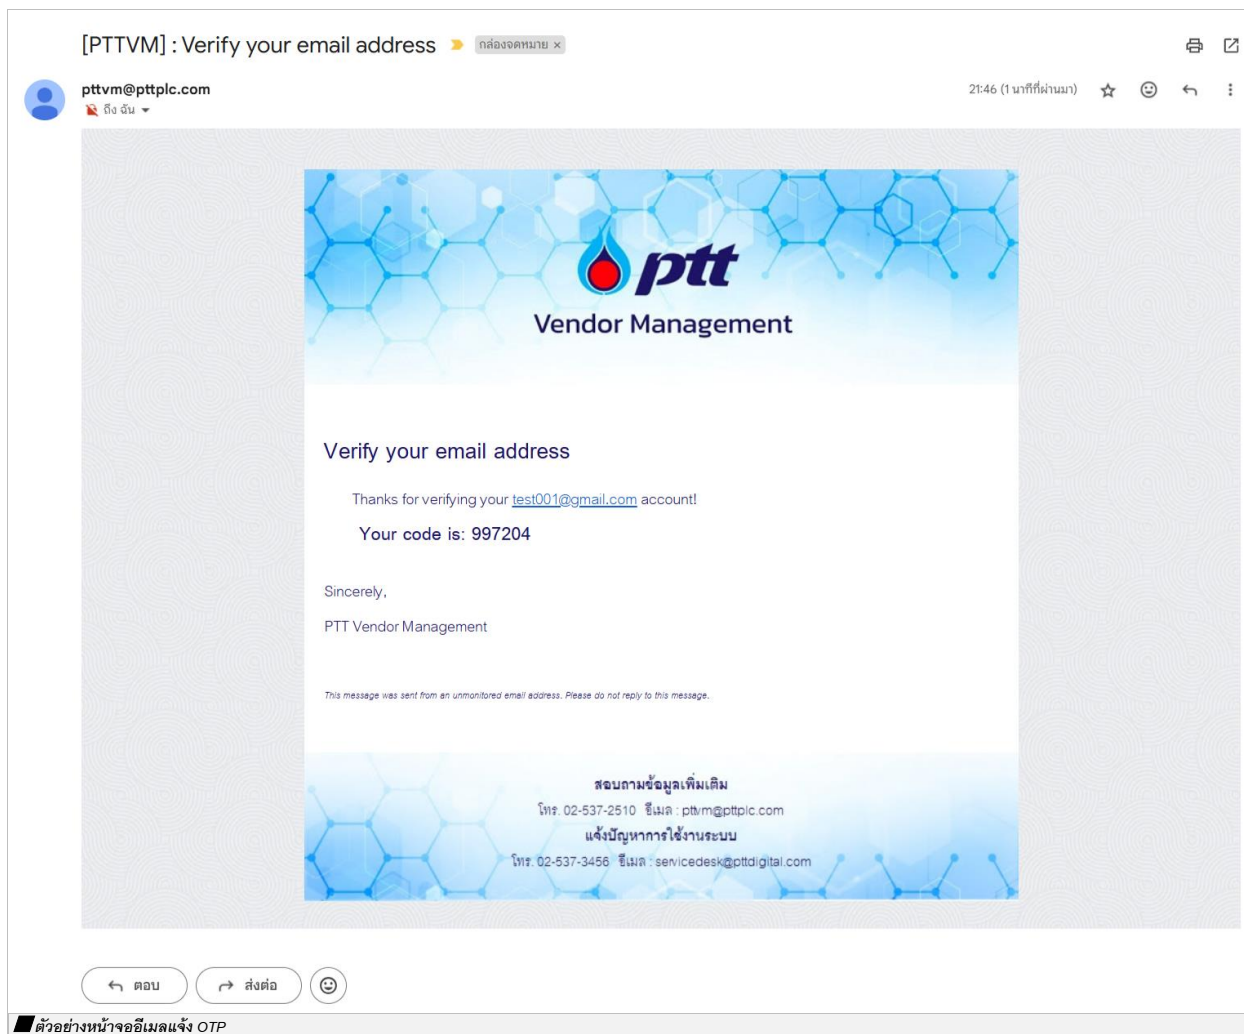 [PTTVM] : Verify your email address กล่องจดหมาย ×
pttvm@pttplc.com 21:46 (1 นาทีที่ผ่านมา)
ถึง ฉัน
ptt
Vendor Management
Verify your email address
Thanks for verifying your test001@gmail.com account!
Your code is: 997204
Sincerely,
PTT Vendor Management
This message was sent from an unmonitored email address. Please do not reply to this message.
สอบถามข้อมูลเพิ่มเติม
โทร. 02-537-2510 อีเมล : pttvm@pttplc.com
แจ้งปัญหาการใช้งานระบบ
โทร. 02-537-3456 อีเมล : servicedesk@pttdigital.com
ตอบ ส่งต่อ
ตัวอย่างหน้าจออีเมลแจ้ง OTP